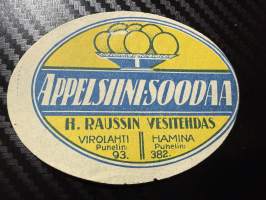 APPELSIINI-SOODAA
H. RAUSSIN VESITEHDAS
VIROLAHTI HAMINA
Puhelin: Puhelin:
93. 382.